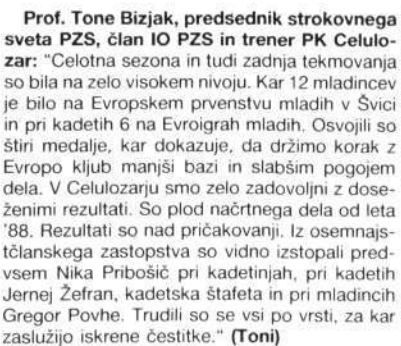 Prof. Tone Bizjak, predsednik strokovnega
sveta PZS, član IO PZS in trener PK Celulo-
zar: "Celotna sezona in tudi zadnja tekmovanja
so bila na zelo visokem nivoju. Kar 12 mladincev
je bilo na Evropskem prvenstvu mladih v Švici
in pri kadetih 6 na Evroigrah mladih. Osvojili so
štiri medalje, kar dokazuje, da držimo korak z
Evropo kljub manjši bazi in slabšim pogojem
dela. V Celulozarju smo zelo zadovoljni z dose-
ženimi rezultati. So plod načrtnega dela od leta
'88. Rezultati so nad pričakovanji. Iz osemnajs-
tčlanskega zastopstva so vidno izstopali pred-
vsem Nika Pribošič pri kadetinjah, pri kadetih
Jernej Žefran, kadetska štafeta in pri mladincih
Gregor Povhe. Trudili so se vsi po vrsti, za kar
zaslužijo iskrene čestitke." (Toni)